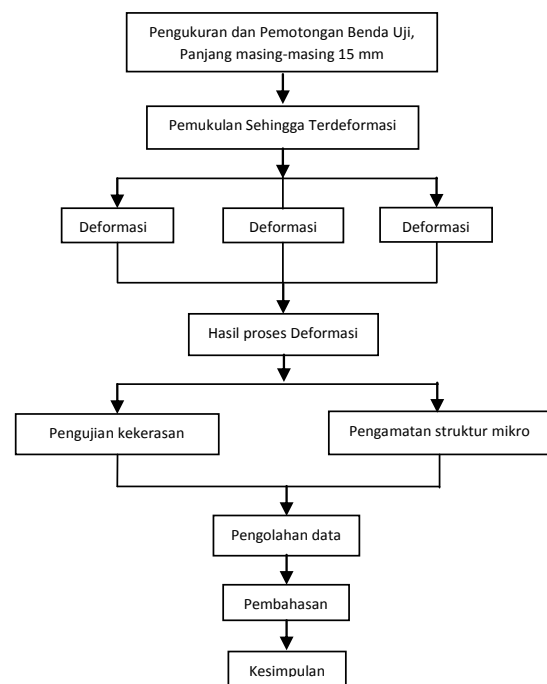 Pengukuran dan Pemotongan Benda Uji,
Panjang masing-masing 15 mm
Pemukulan Sehingga Terdeformasi
Deformasi
Deformasi
Deformasi
Hasil proses Deformasi
Pengujian kekerasan
Pengamatan struktur mikro
Pengolahan data
Pembahasan
Kesimpulan